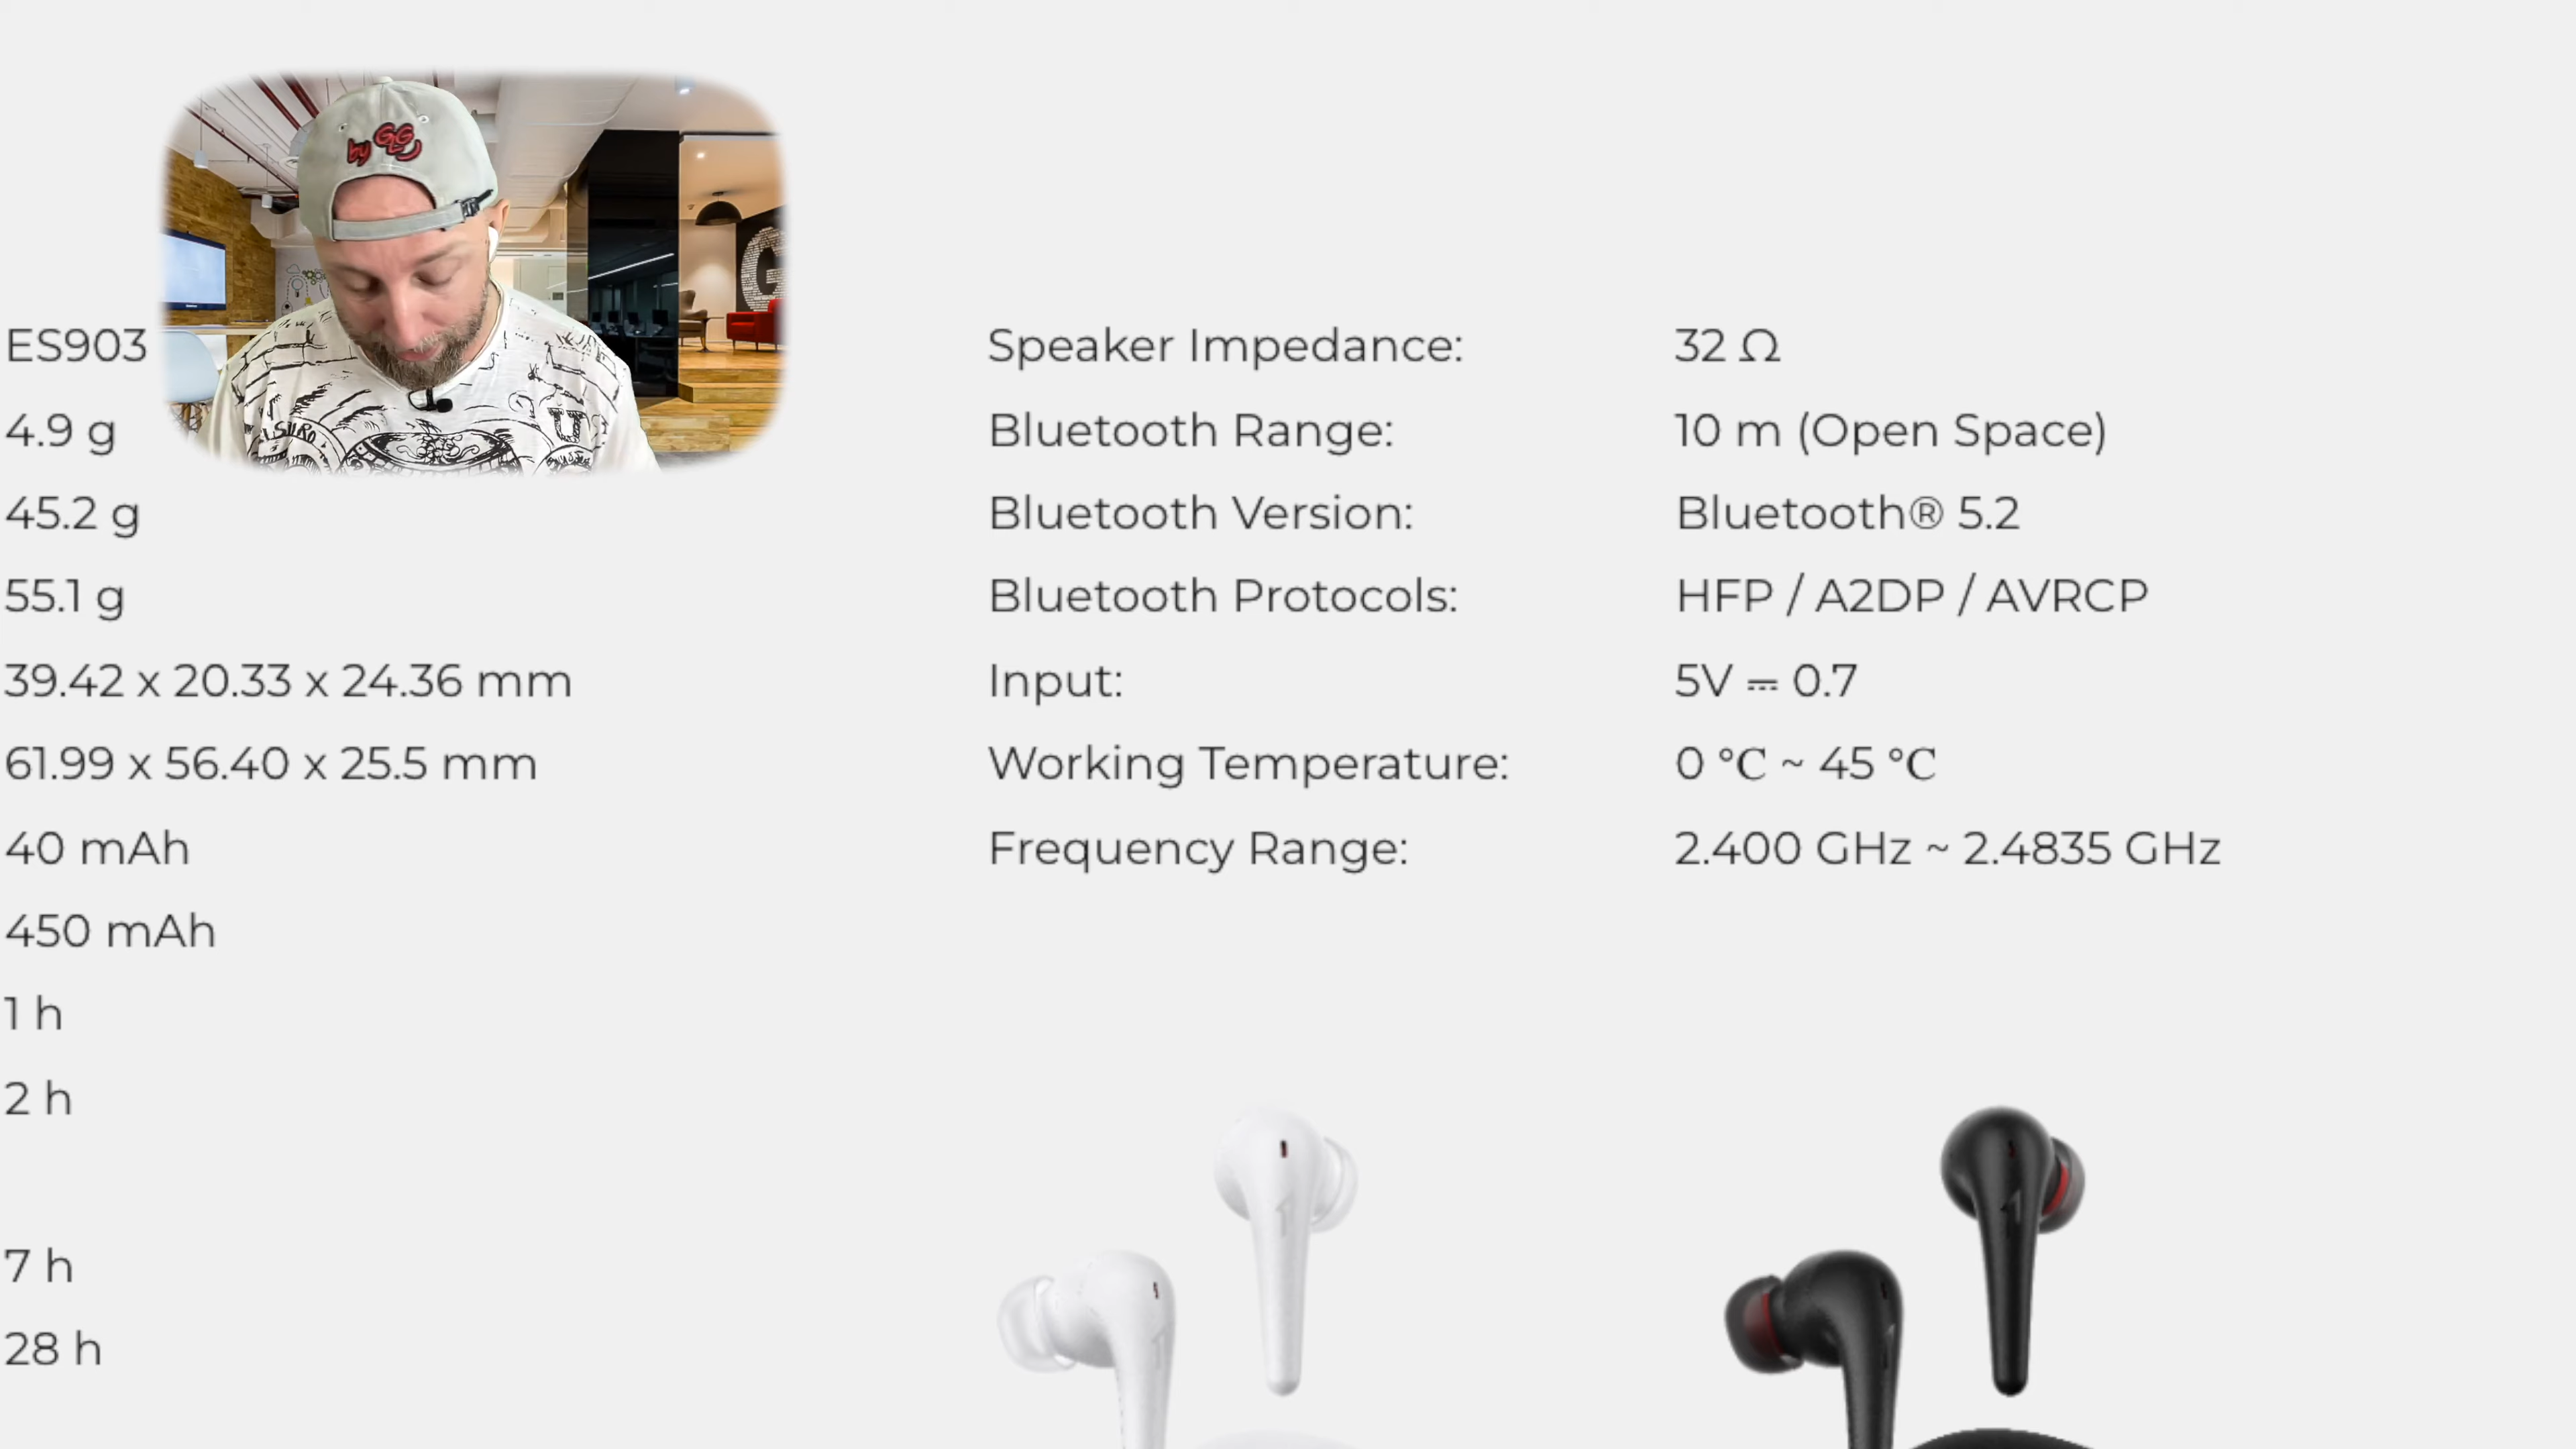 by GG
ES903
4.9 g
45.2 g
55.1 g
39.42 x 20.33 x 24.36 mm
61.99 x 56.40 x 25.5 mm
40 mAh
450 mAh
1 h
2 h
7 h
28 h
Speaker Impedance: 32 Ω
Bluetooth Range: 10 m (Open Space)
Bluetooth Version: Bluetooth® 5.2
Bluetooth Protocols: HFP / A2DP / AVRCP
Input: 5V ⎓ 0.7
Working Temperature: 0 °C ~ 45 °C
Frequency Range: 2.400 GHz ~ 2.4835 GHz